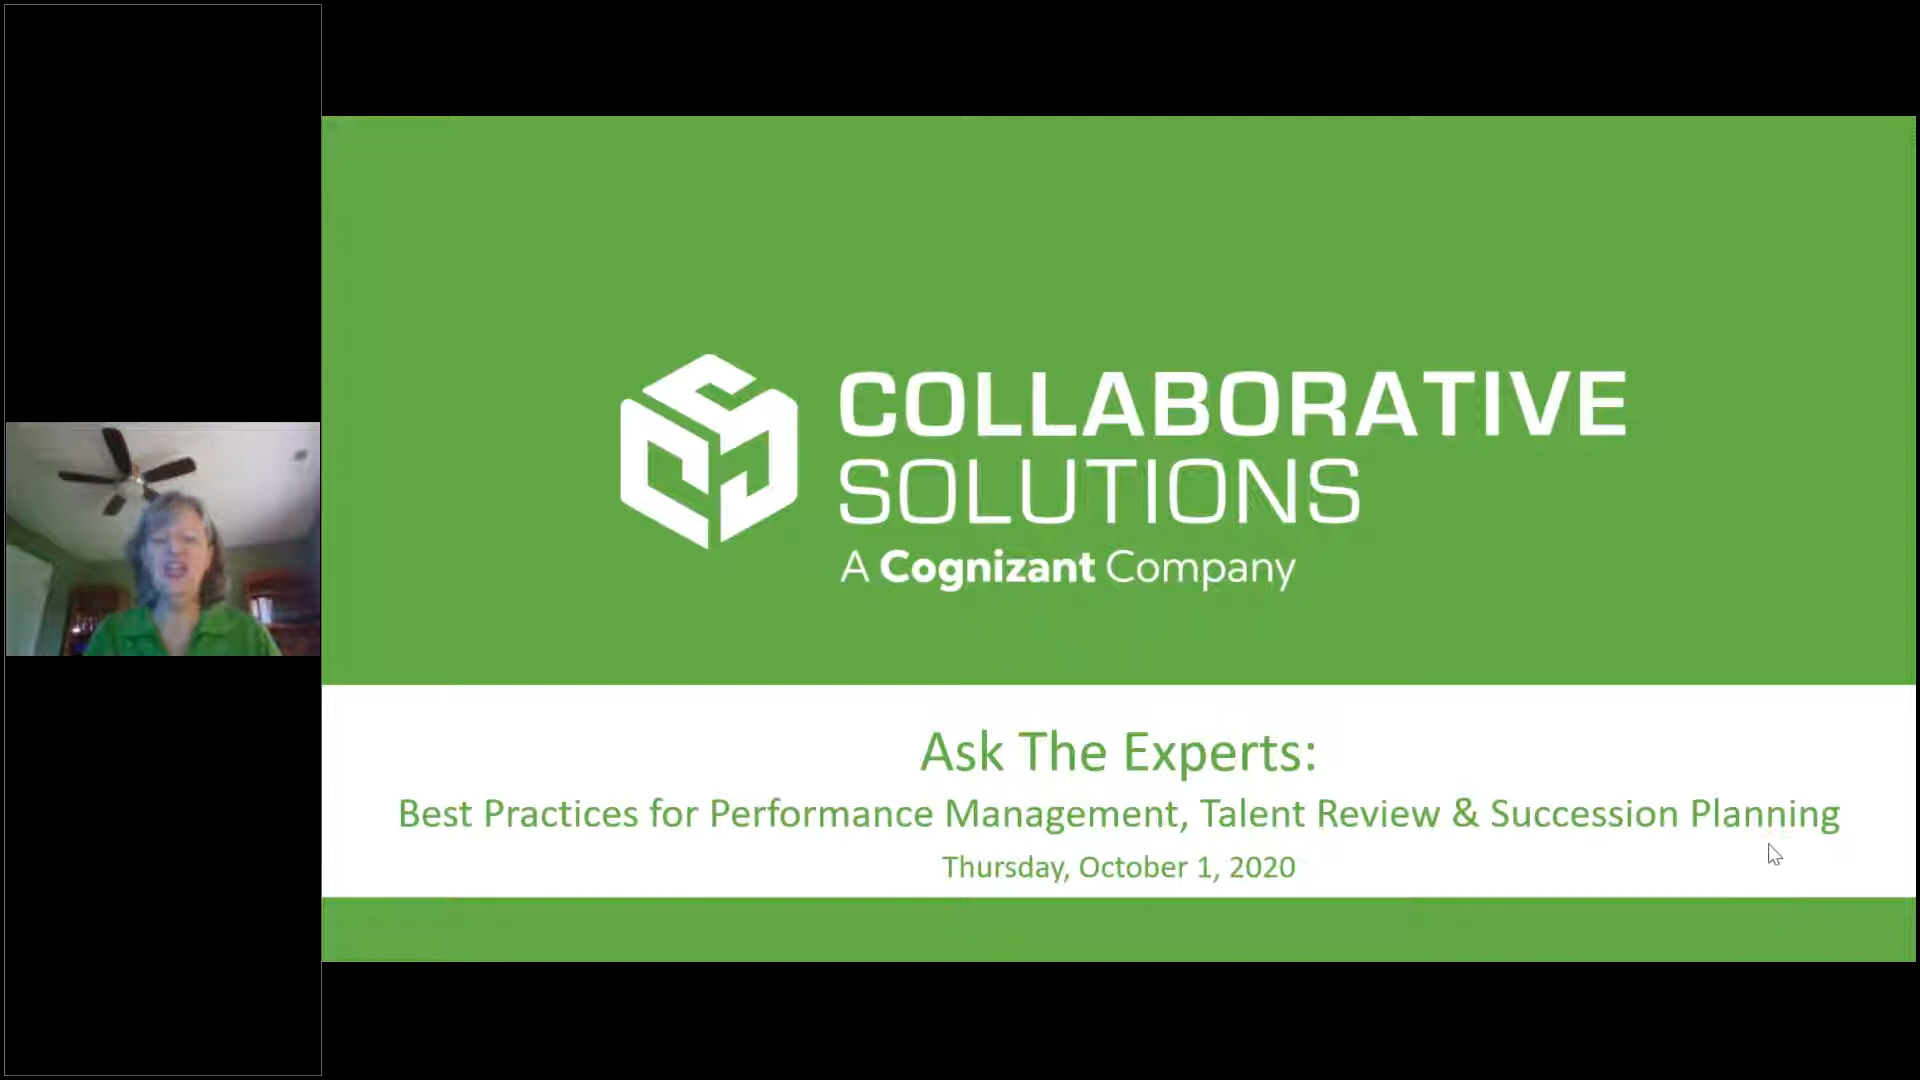 COLLABORATIVE
SOLUTIONS
A Cognizant Company
Ask The Experts:
Best Practices for Performance Management, Talent Review & Succession Planning
Thursday, October 1, 2020